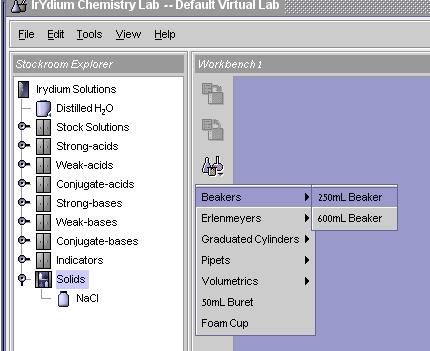 IrYdium Chemistry Lab -- Default Virtual Lab
File Edit Tools View Help
Stockroom Explorer
Workbench 1
Irydium Solutions
Distilled H2O
Stock Solutions
Strong-acids
Weak-acids
Conjugate-acids
Strong-bases
Weak-bases
Conjugate-bases
Indicators
Solids
NaCl
Beakers
Erlenmeyers
Graduated Cylinders
Pipets
Volumetrics
50mL Buret
Foam Cup
250mL Beaker
600mL Beaker